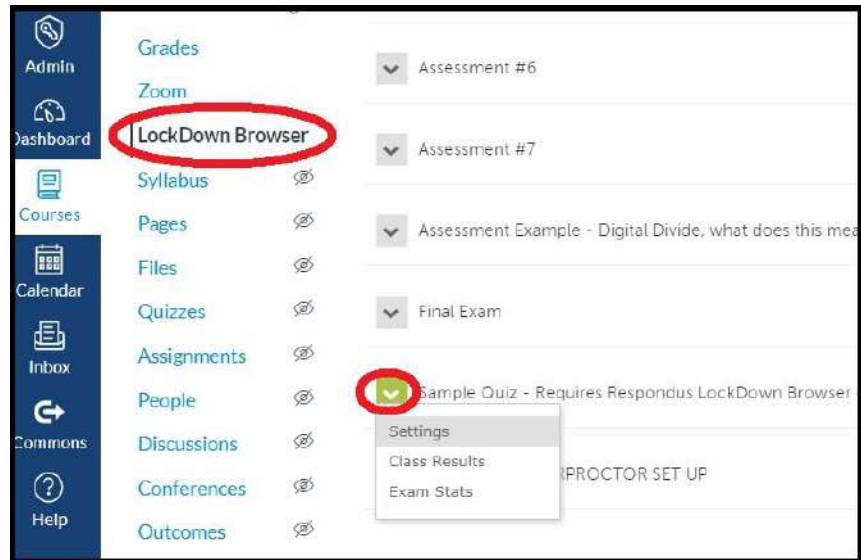 Admin
Dashboard
Courses
Calendar
Inbox
Commons
Help
Grades
Zoom
LockDown Browser
Syllabus
Pages
Files
Quizzes
Assignments
People
Discussions
Conferences
Outcomes
Assessment #6
Assessment #7
Assessment Example - Digital Divide, what does this mea
Final Exam
Sample Quiz - Requires Respondus LockDown Browser
Settings
Class Results
Exam Stats
RPROCTOR SET UP